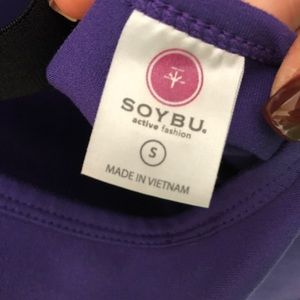 SOYBU®
active fashion
S
MADE IN VIETNAM